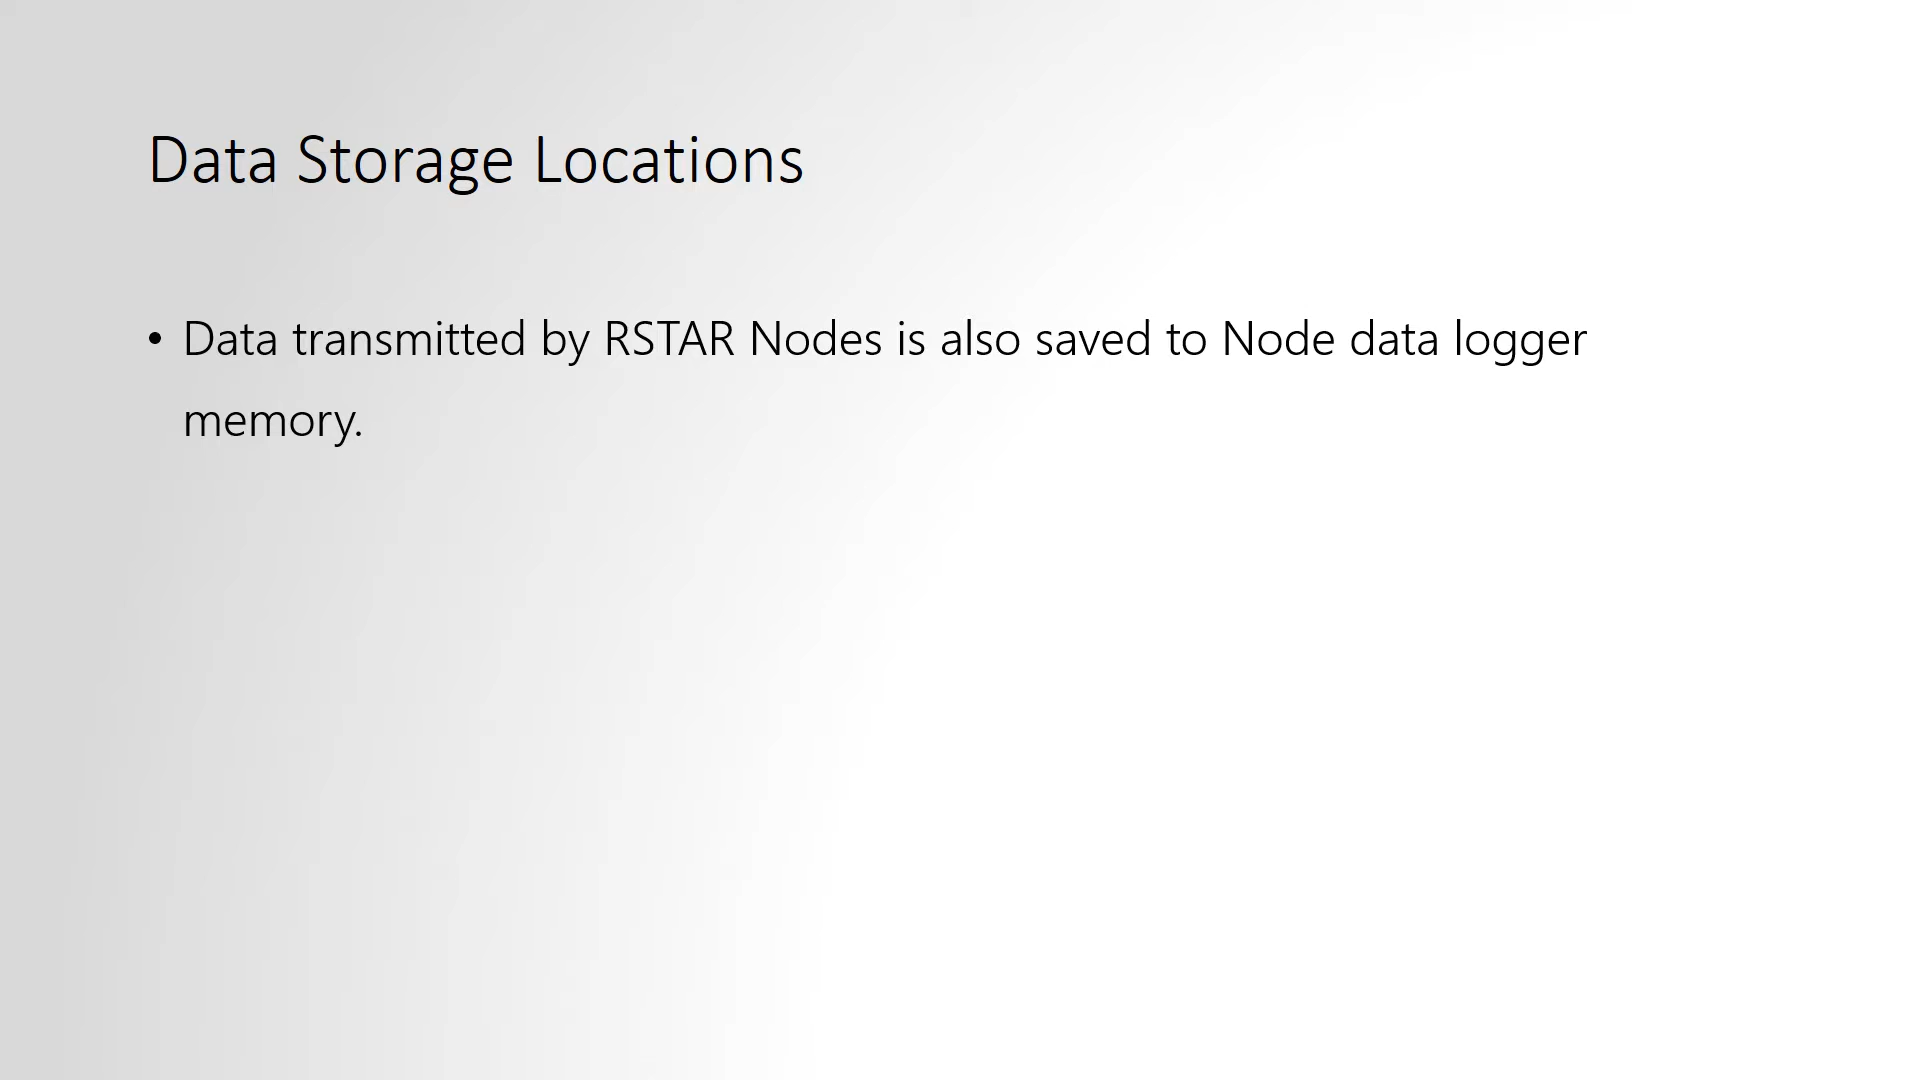 Data Storage Locations
• Data transmitted by RSTAR Nodes is also saved to Node data logger
memory.